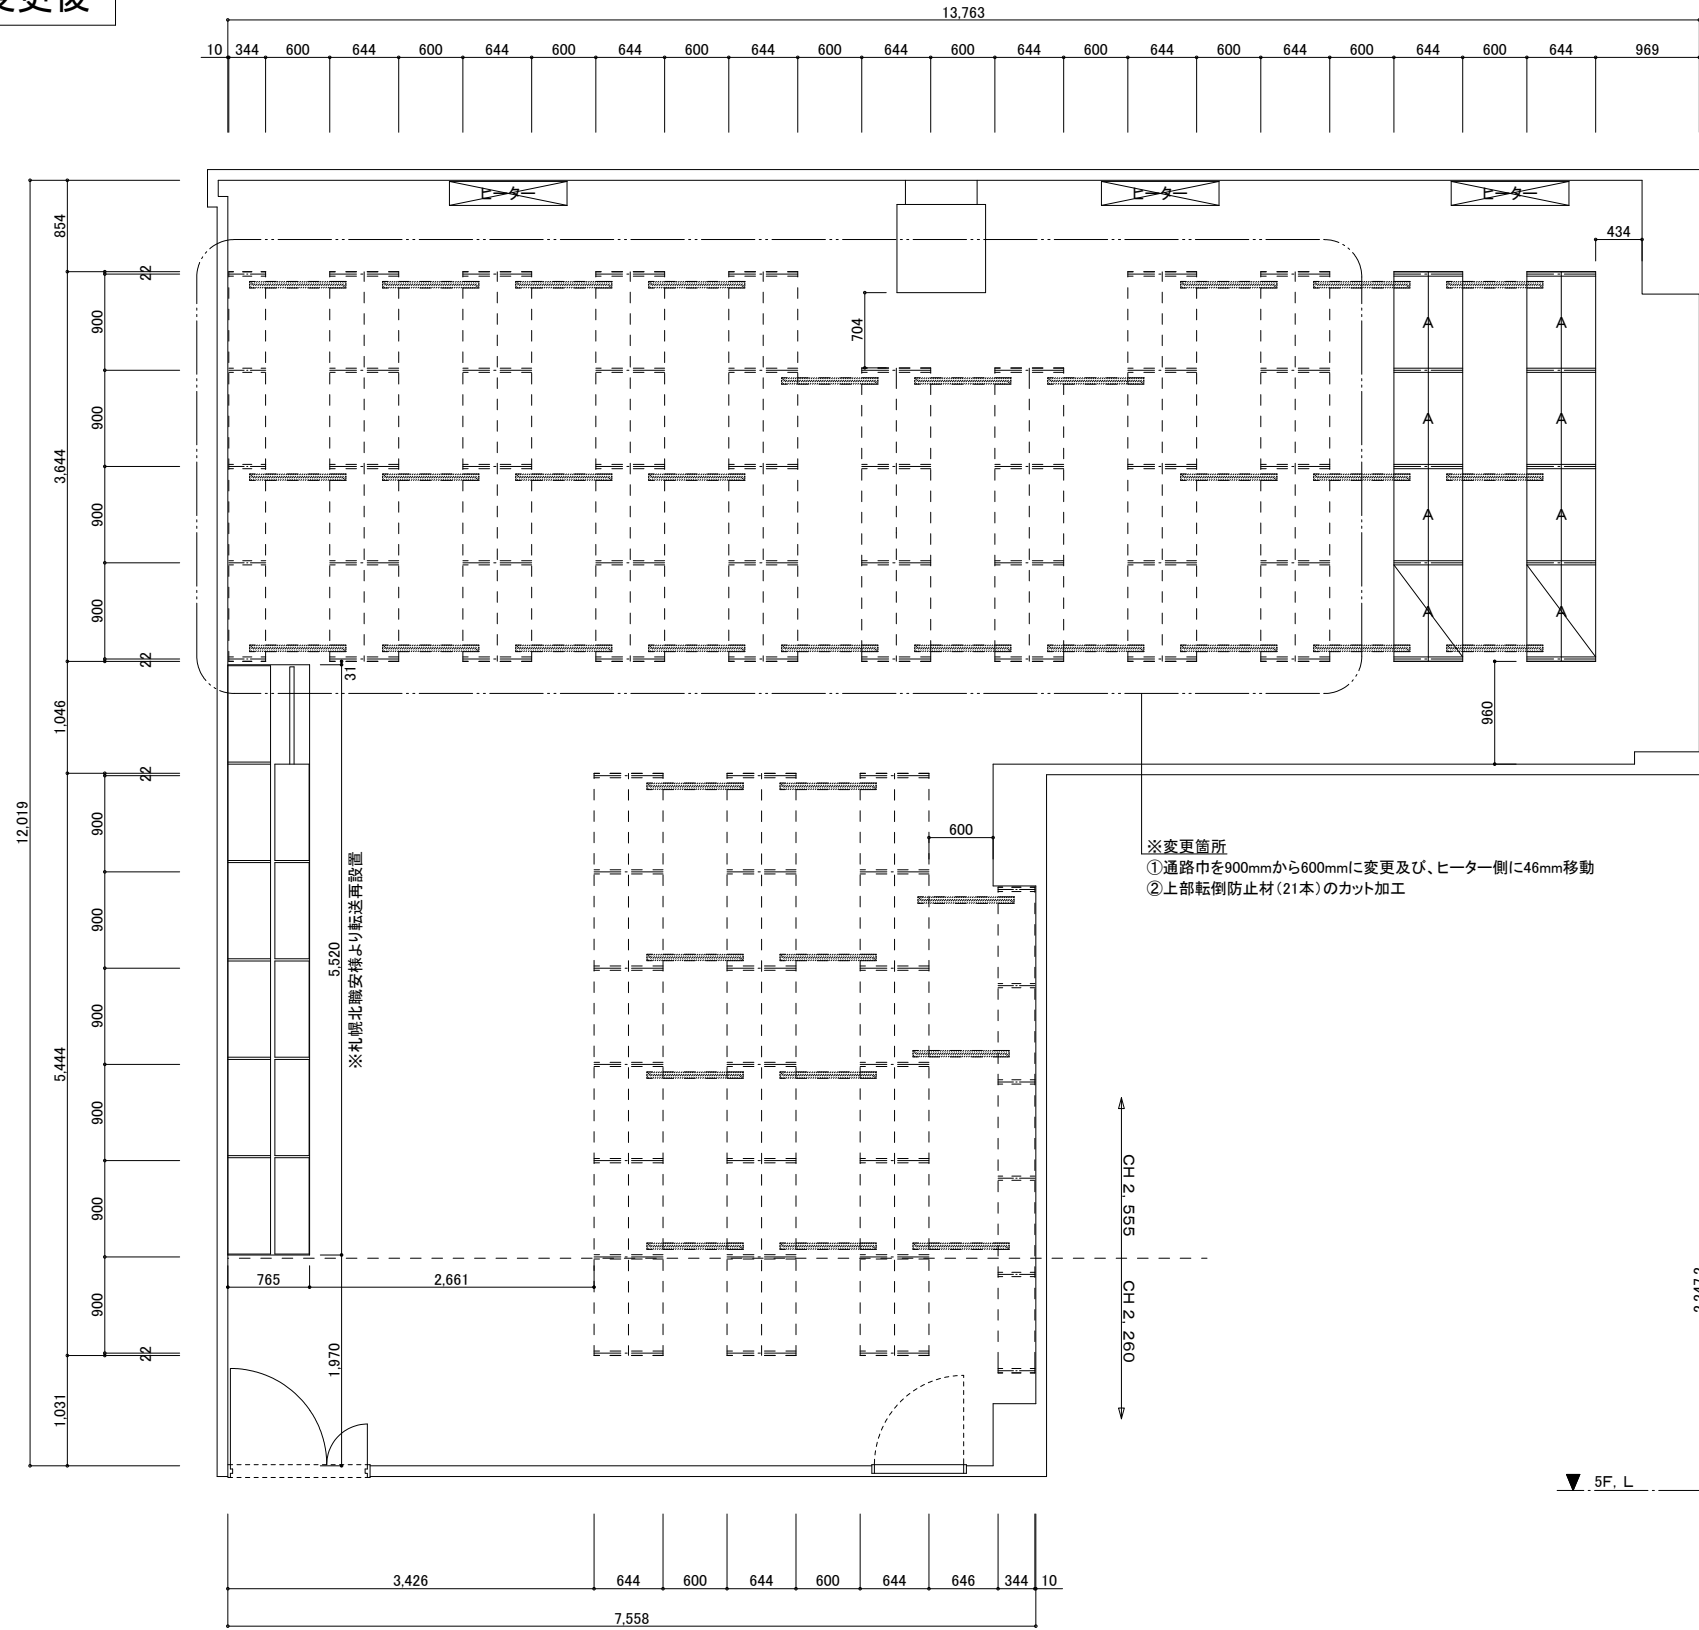 変更後
13,763
10 344 600 644 600 644 600 644 600 644 600 644 600 644 600 644 600 644 600 644 600 644 969
ヒーター ヒーター ヒーター
854
434
22
900
704
A A
900
A A
3,644
900
A A
900
A A
22
31
1,046
960
22
12,019
900
600
※変更箇所
①通路巾を900mmから600mmに変更及び、ヒーター側に46mm移動
②上部転倒防止材(21本)のカット加工
900
5,520
※札幌北職安様より転送再設置
900
5,444
900
CH 2,555
900
765 2,661
CH 2,260
900
22
1,970
1,031
5F, L
3,426 644 600 644 600 644 646 344 10
7,558